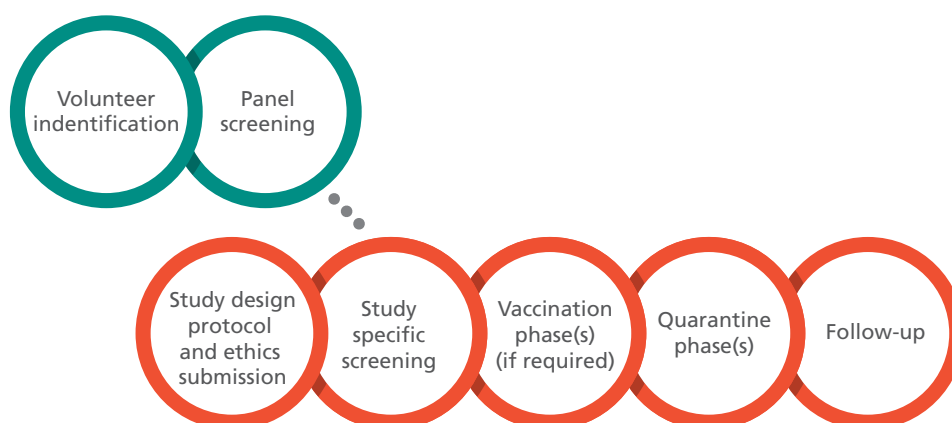 Volunteer
indentification
Panel
screening
Study design
protocol
and ethics
submission
Study
specific
screening
Vaccination
phase(s)
(if required)
Quarantine
phase(s)
Follow-up